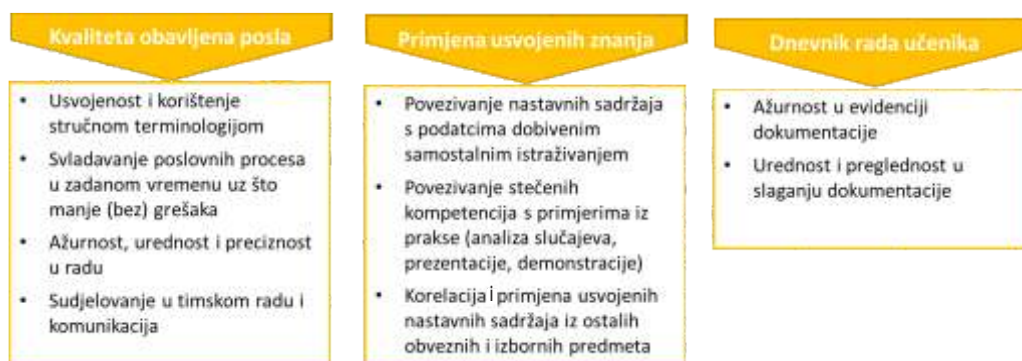 Kvaliteta obavljena posla
• Usvojenost i korištenje
stručnom terminologijom
• Svladavanje poslovnih procesa
u zadanom vremenu uz što
manje (bez) grešaka
• Ažurnost, urednost i preciznost
u radu
• Sudjelovanje u timskom radu i
komunikacija
Primjena usvojenih znanja
• Povezivanje nastavnih sadržaja
s podatcima dobivenim
samostalnim istraživanjem
• Povezivanje stečenih
kompetencija s primjerima iz
prakse (analiza slučajeva,
prezentacije, demonstracije)
• Korelacija i primjena usvojenih
nastavnih sadržaja iz ostalih
obveznih i izbornih predmeta
Dnevnik rada učenika
• Ažurnost u evidenciji
dokumentacije
• Urednost i preglednost u
slaganju dokumentacije